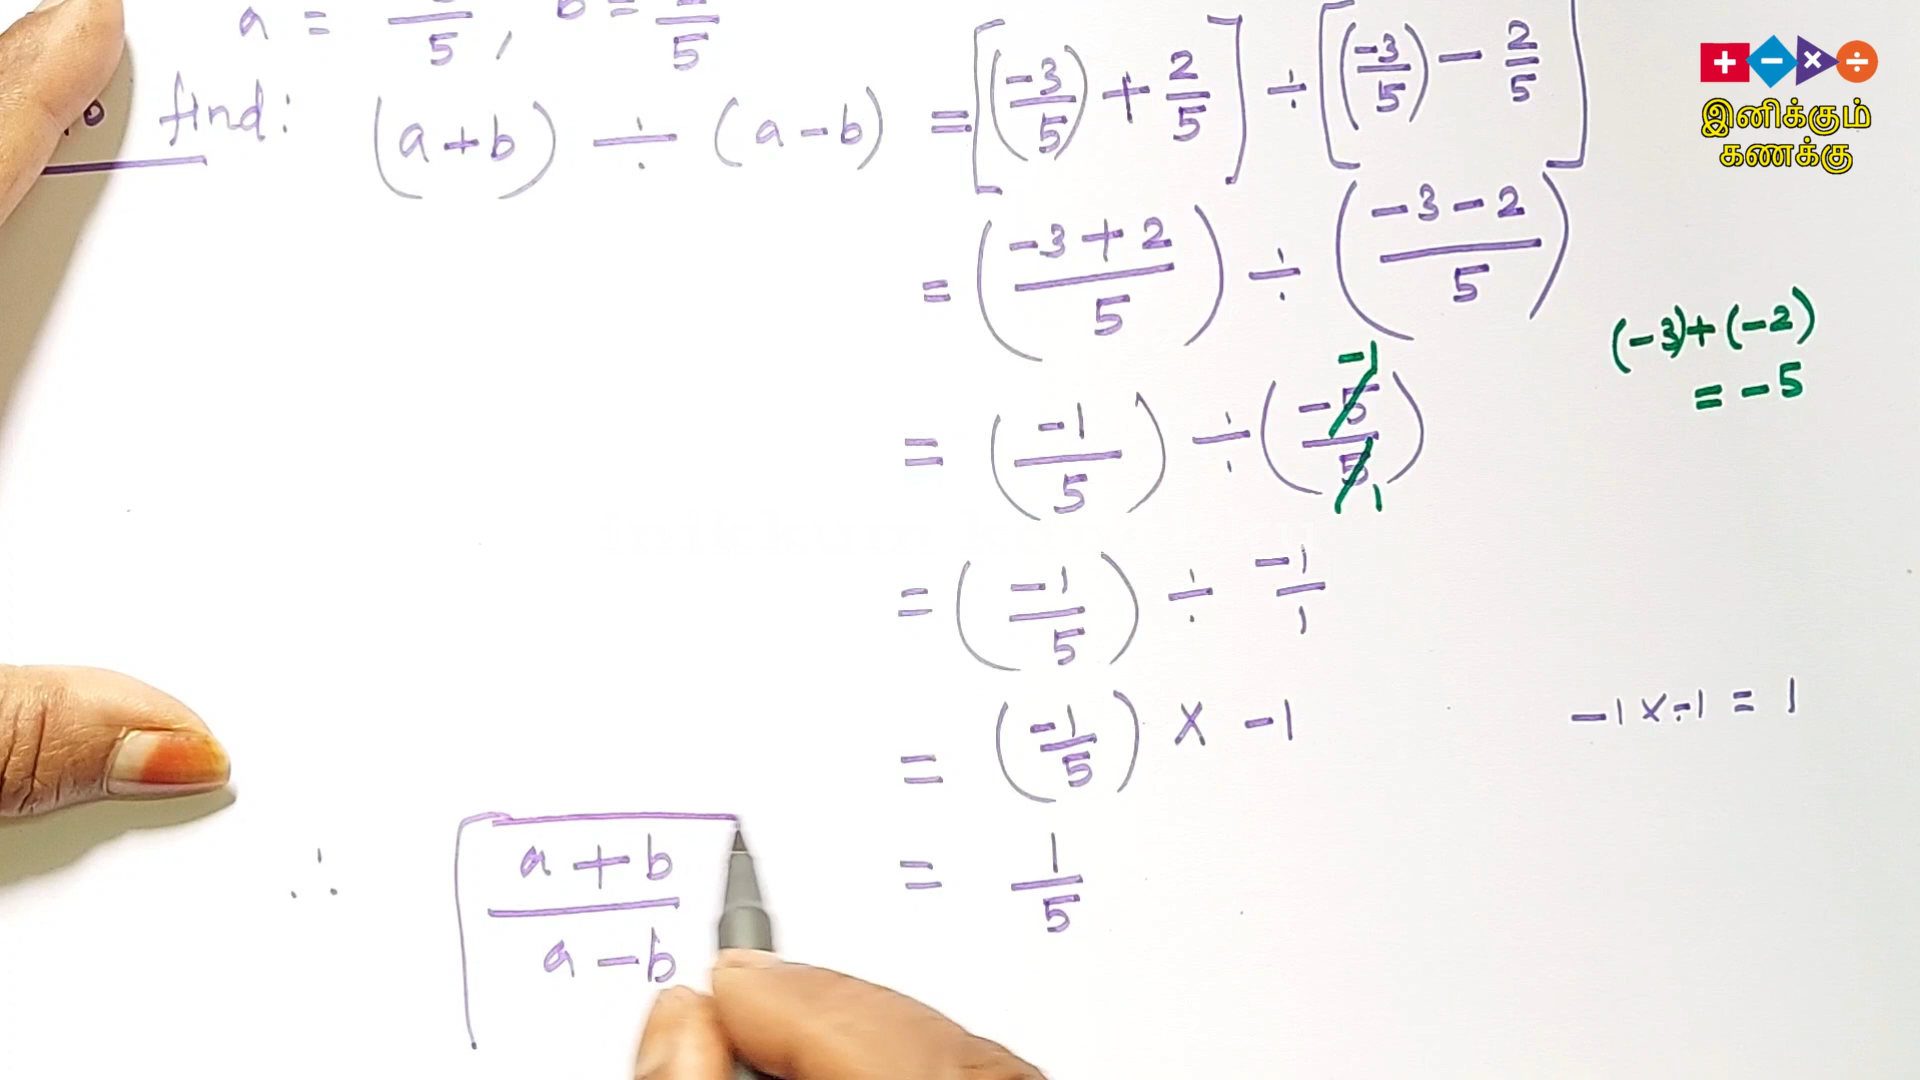 a = /5 , b = /5
find: (a+b) ÷ (a-b) = [(-3/5) + 2/5] ÷ [(-3/5) - 2/5]
= (-3+2/5) ÷ (-3-2/5)
(-3)+(-2)
= -5
= (-1/5) ÷ (-5/5) -1 1
= (-1/5) ÷ -1/1
= (-1/5) × -1
-1 × -1 = 1
∴ a+b/a-b = 1/5
இனிக்கும்
கணக்கு